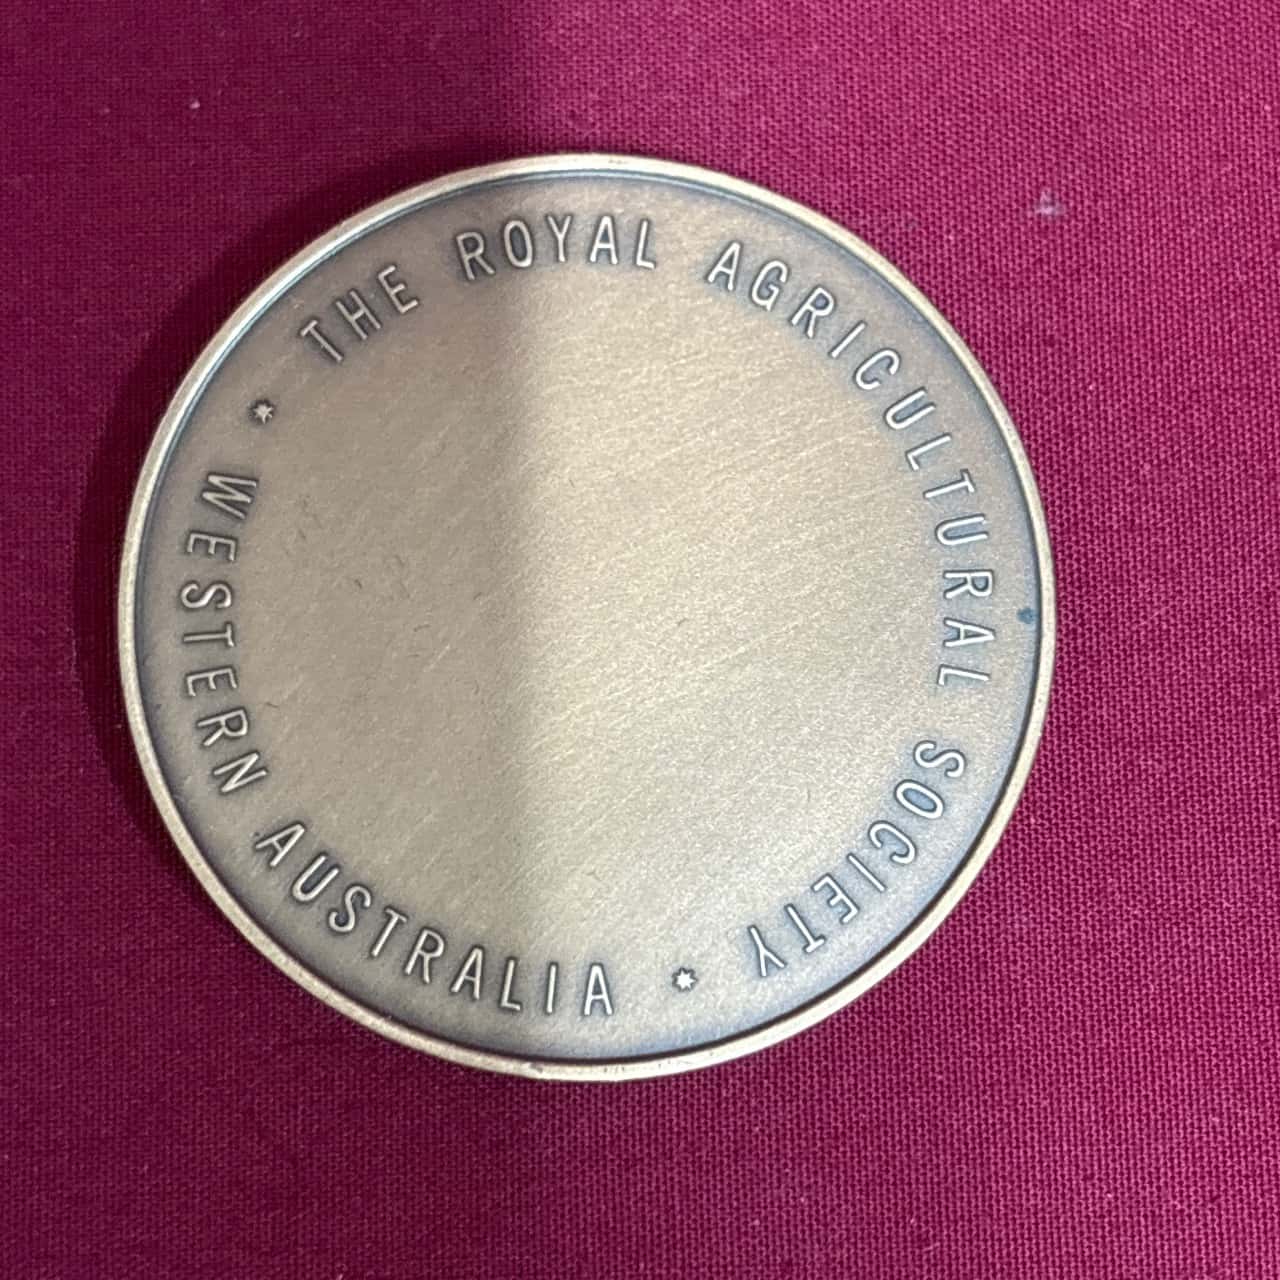 THE ROYAL AGRICULTURAL SOCIETY
WESTERN AUSTRALIA